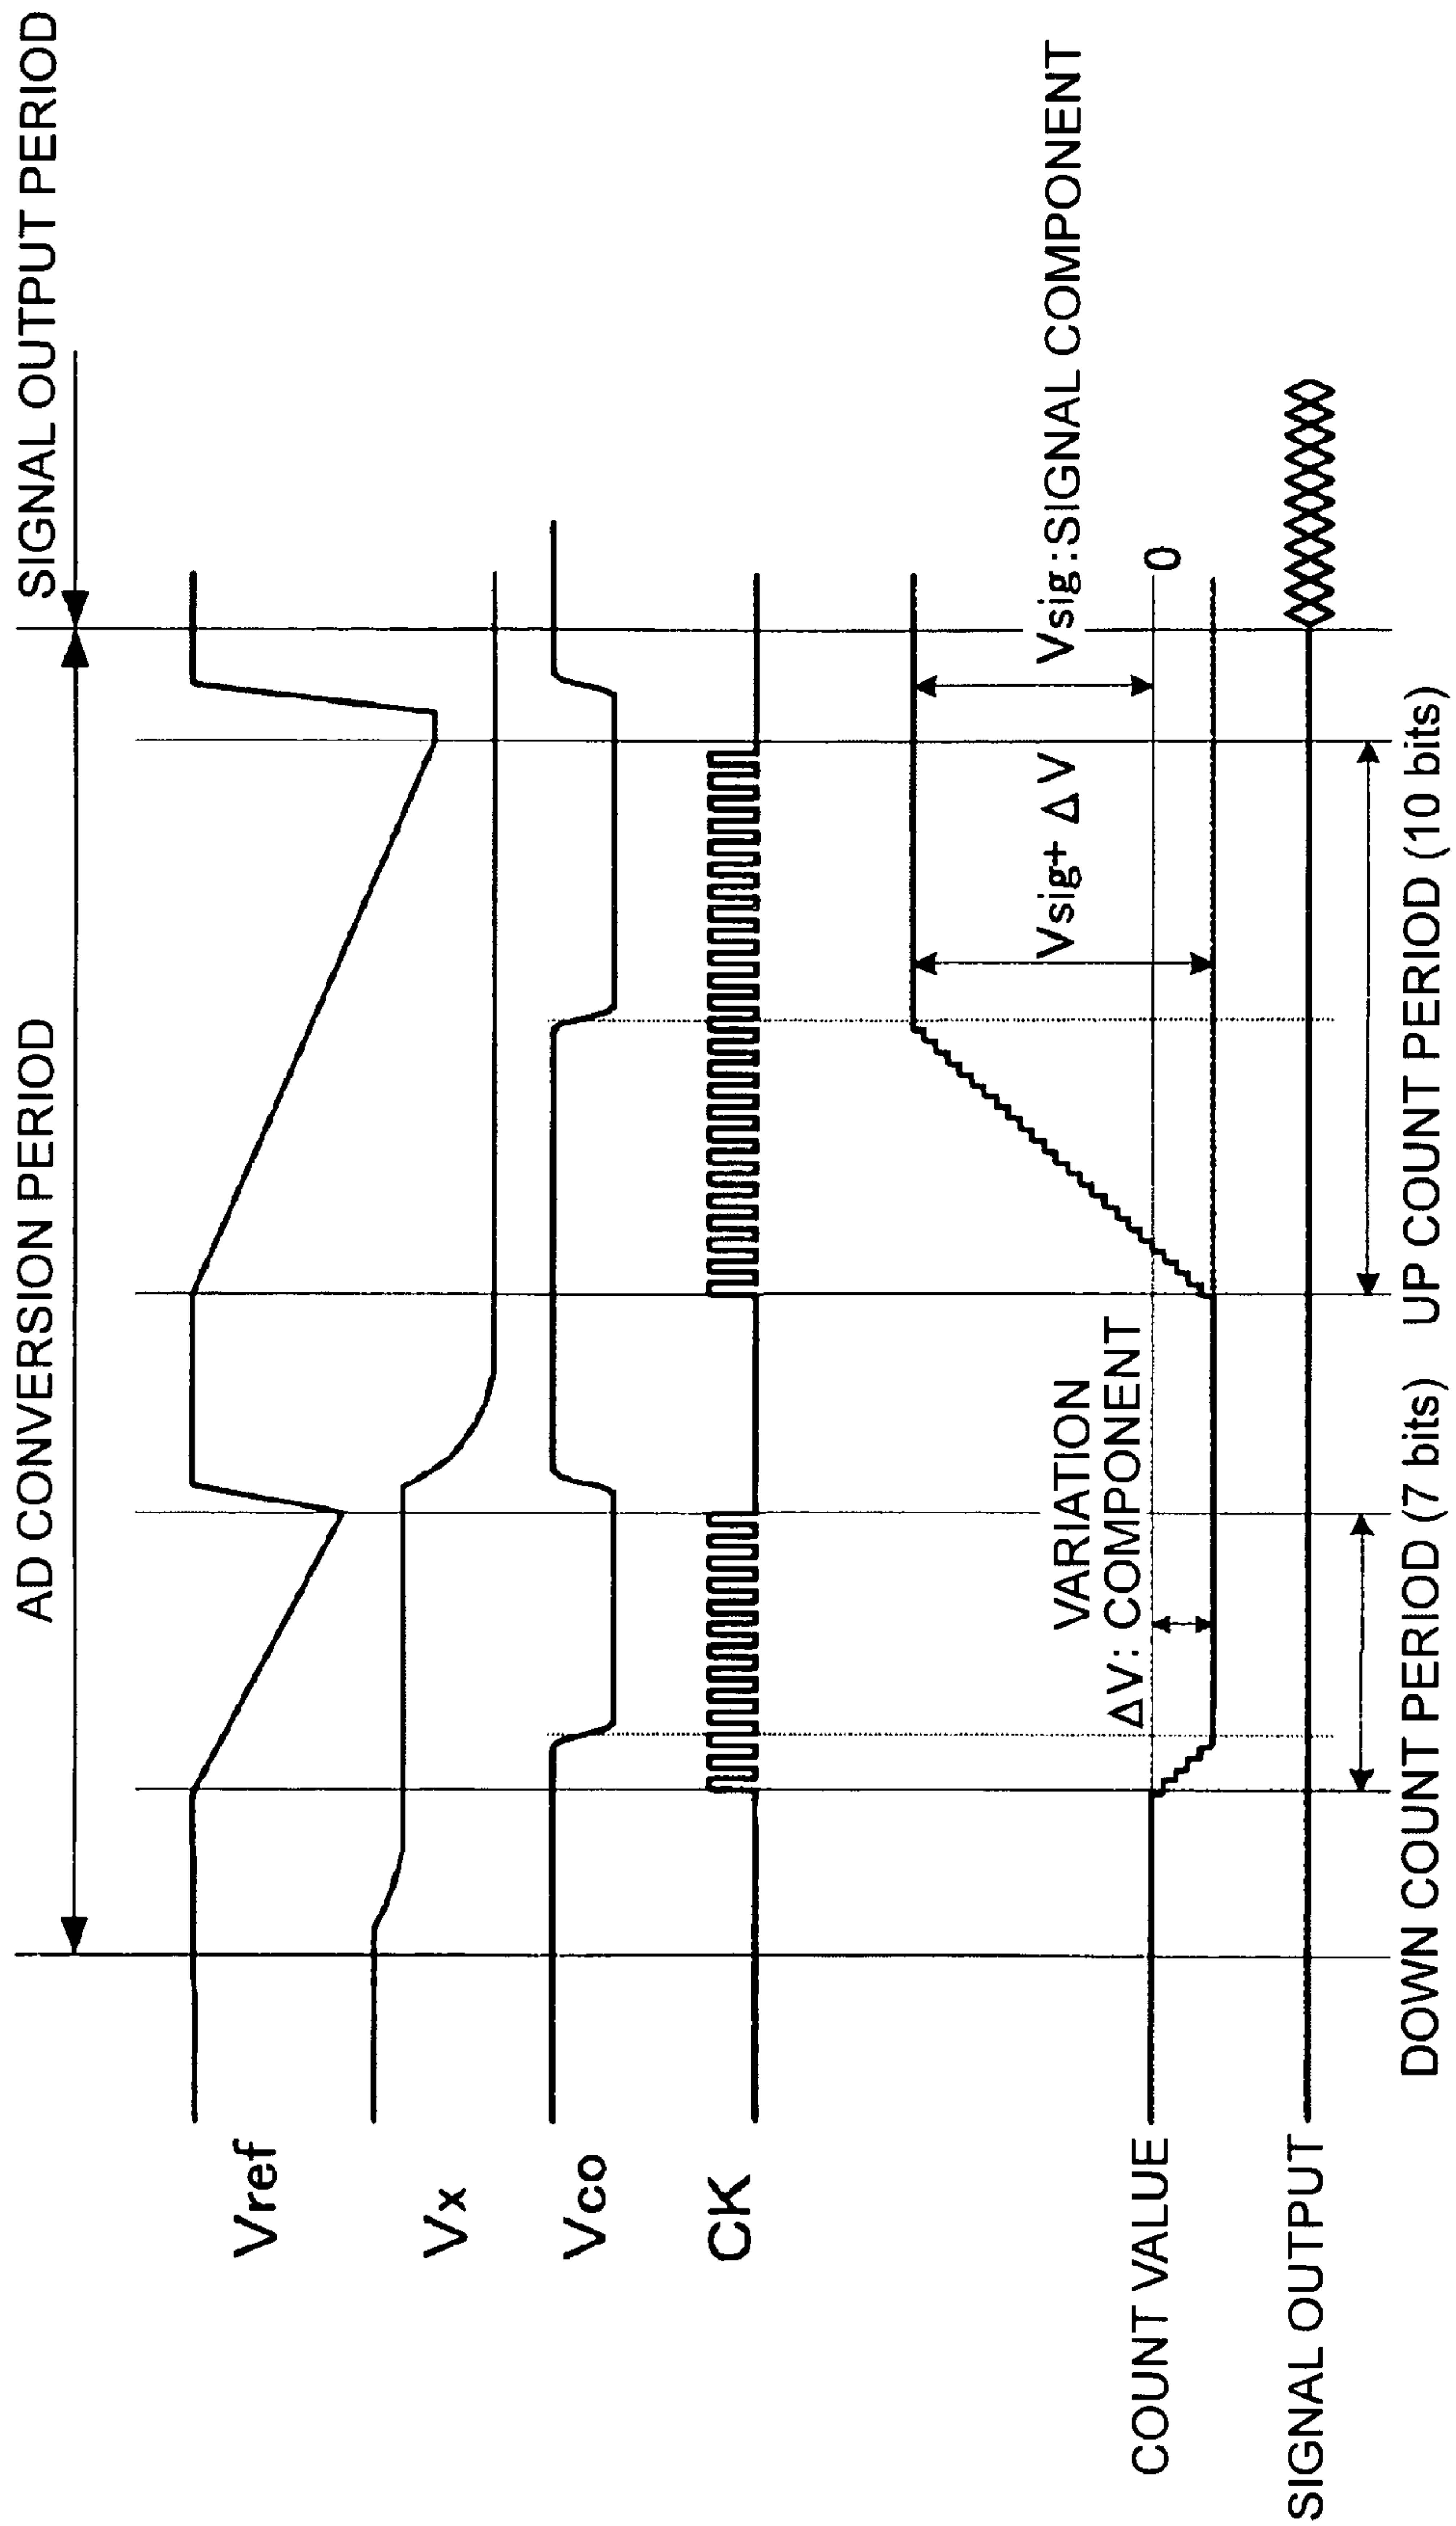 AD CONVERSION PERIOD
SIGNAL OUTPUT PERIOD
Vref
Vx
Vco
CK
VARIATION
ΔV: COMPONENT
Vsig+ ΔV
Vsig:SIGNAL COMPONENT
COUNT VALUE
0
SIGNAL OUTPUT
DOWN COUNT PERIOD (7 bits)
UP COUNT PERIOD (10 bits)